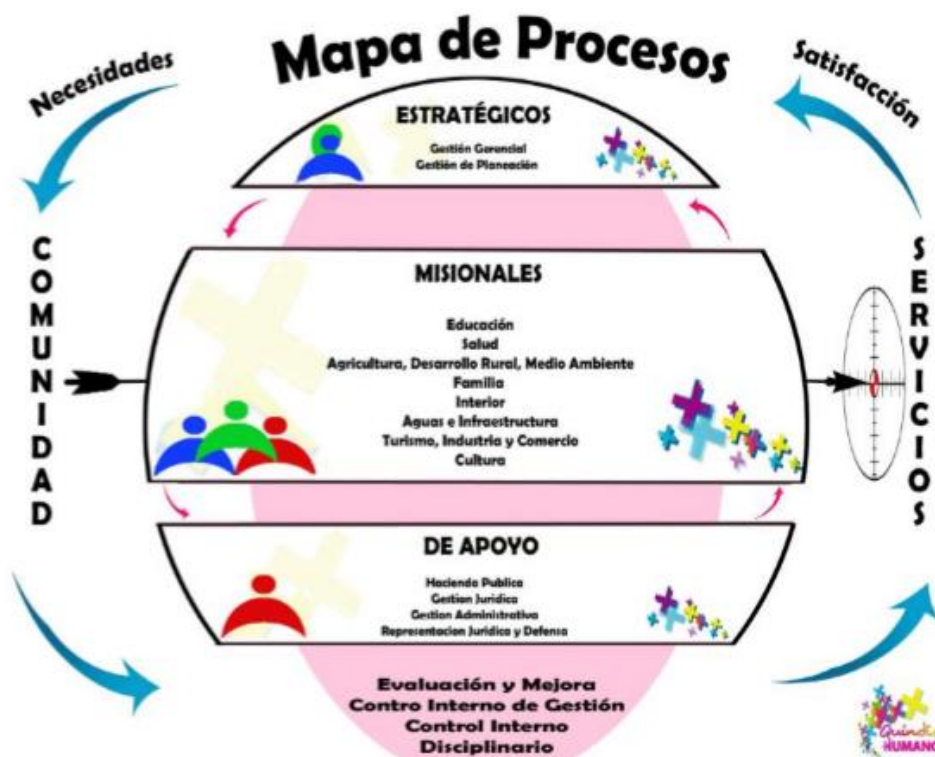 Mapa de Procesos
Necesidades
Satisfacción
ESTRATÉGICOS
Gestión Gerencial
Gestión de Planeación
COMUNIDAD
SERVICIOS
MISIONALES
Educación
Salud
Agricultura, Desarrollo Rural, Medio Ambiente
Familia
Interior
Aguas e Infraestructura
Turismo, Industria y Comercio
Cultura
DE APOYO
Hacienda Publica
Gestion Juridica
Gestion Administrativa
Representacion Juridica y Defensa
Evaluación y Mejora
Contro Interno de Gestión
Control Interno
Disciplinario
HUMANO